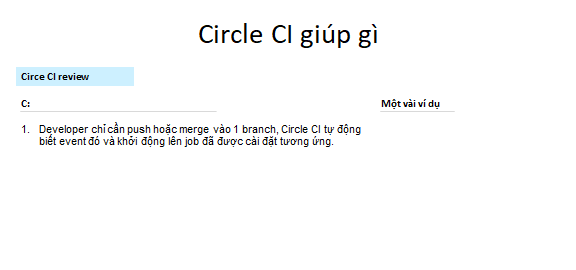 Circle CI giúp gì
Circe CI review
C:
Một vài ví dụ
1. Developer chỉ cần push hoặc merge vào 1 branch, Circle CI tự động
biết event đó và khởi động lên job đã được cài đặt tương ứng.